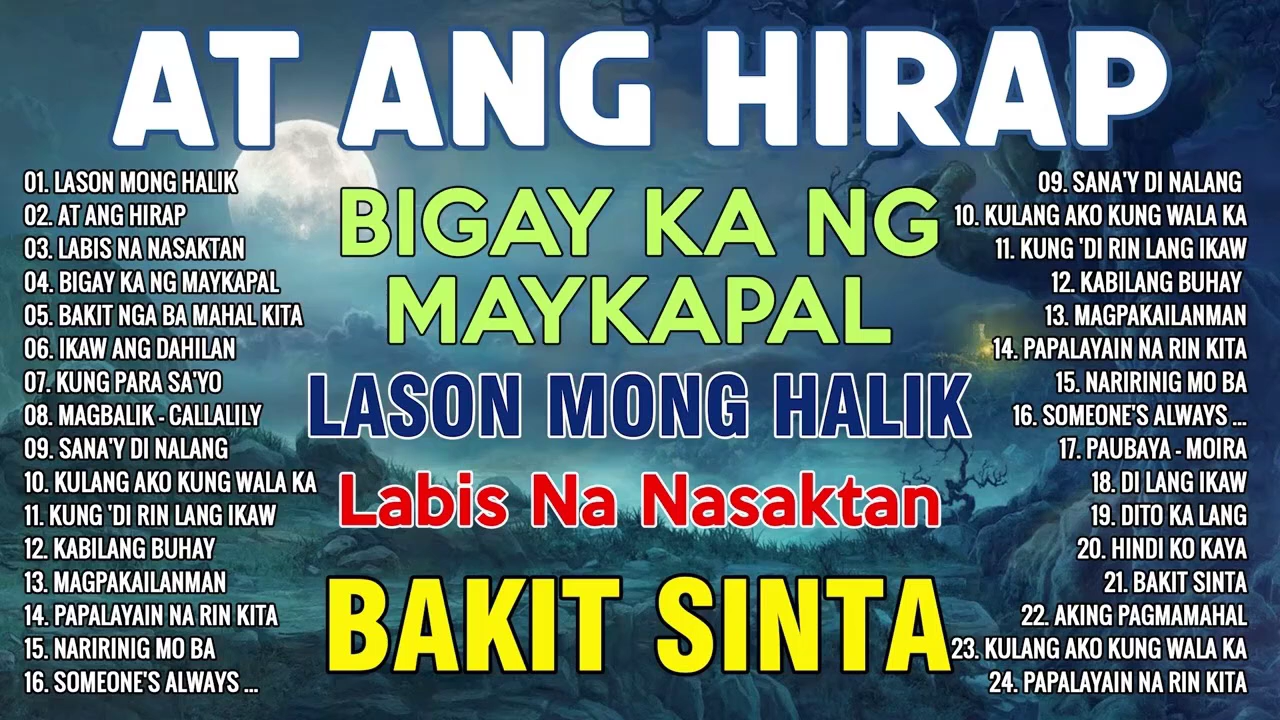 AT ANG HIRAP
01. LASON MONG HALIK
02. AT ANG HIRAP
03. LABIS NA NASAKTAN
04. BIGAY KA NG MAYKAPAL
05. BAKIT NGA BA MAHAL KITA
06. IKAW ANG DAHILAN
07. KUNG PARA SA'YO
08. MAGBALIK - CALLALILY
09. SANA'Y DI NALANG
10. KULANG AKO KUNG WALA KA
11. KUNG 'DI RIN LANG IKAW
12. KABILANG BUHAY
13. MAGPAKAILANMAN
14. PAPALAYAIN NA RIN KITA
15. NARIRINIG MO BA
16. SOMEONE'S ALWAYS ...
BIGAY KA NG
MAYKAPAL
LASON MONG HALIK
Labis Na Nasaktan
BAKIT SINTA
09. SANA'Y DI NALANG
10. KULANG AKO KUNG WALA KA
11. KUNG 'DI RIN LANG IKAW
12. KABILANG BUHAY
13. MAGPAKAILANMAN
14. PAPALAYAIN NA RIN KITA
15. NARIRINIG MO BA
16. SOMEONE'S ALWAYS ...
17. PAUBAYA - MOIRA
18. DI LANG IKAW
19. DITO KA LANG
20. HINDI KO KAYA
21. BAKIT SINTA
22. AKING PAGMAMAHAL
23. KULANG AKO KUNG WALA KA
24. PAPALAYAIN NA RIN KITA